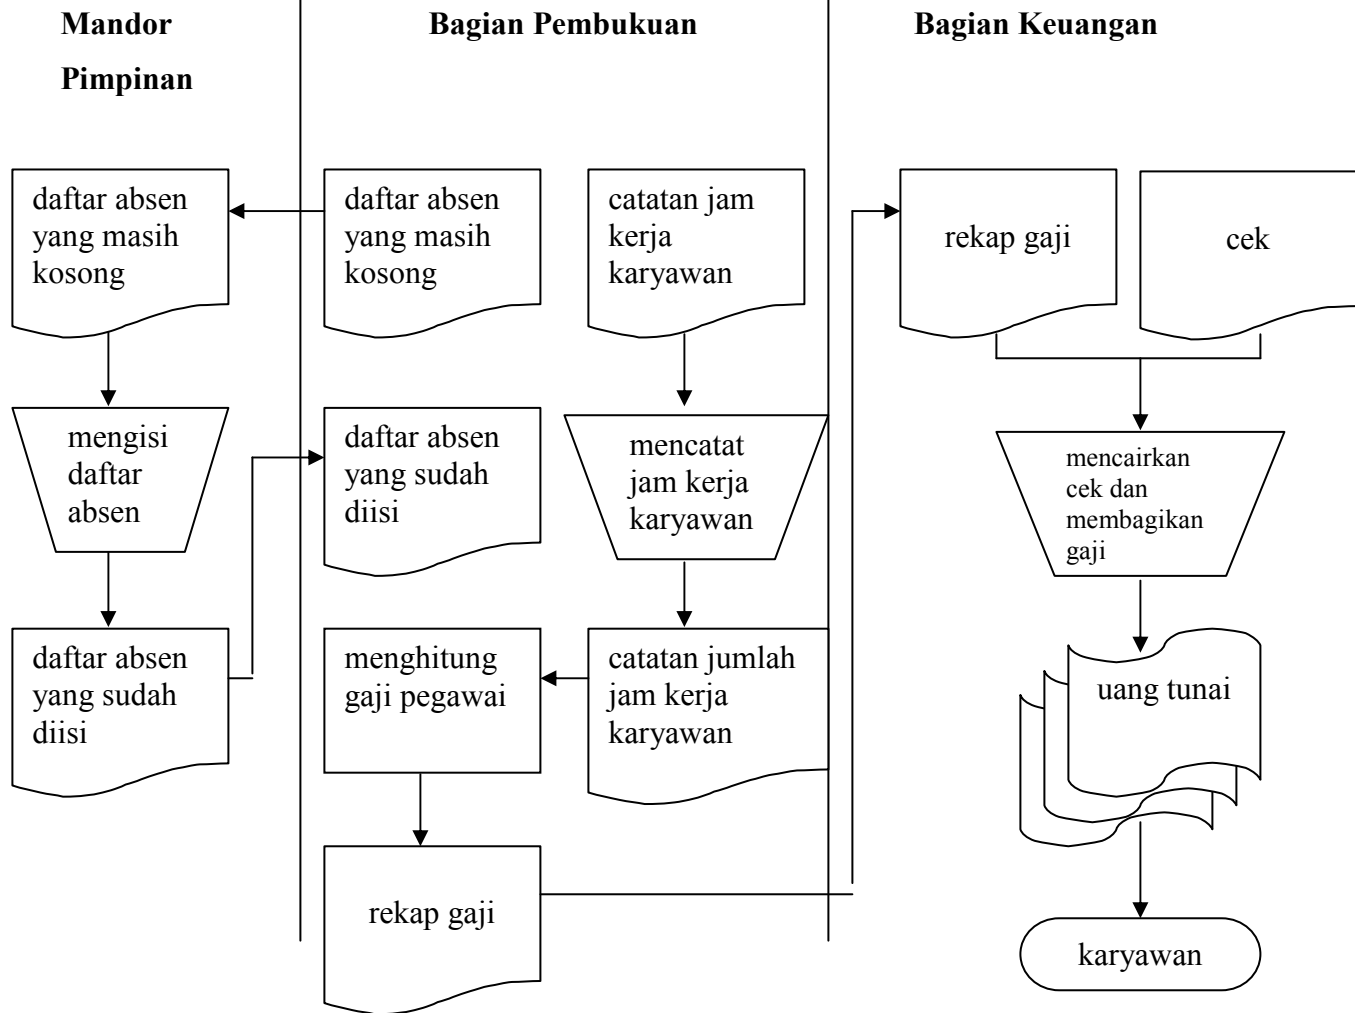 Mandor
Pimpinan
Bagian Pembukuan
Bagian Keuangan
daftar absen
yang masih
kosong
daftar absen
yang masih
kosong
catatan jam
kerja
karyawan
rekap gaji
cek
mengisi
daftar
absen
daftar absen
yang sudah
diisi
mencatat
jam kerja
karyawan
mencairkan
cek dan
membagikan
gaji
daftar absen
yang sudah
diisi
menghitung
gaji pegawai
catatan jumlah
jam kerja
karyawan
uang tunai
rekap gaji
karyawan